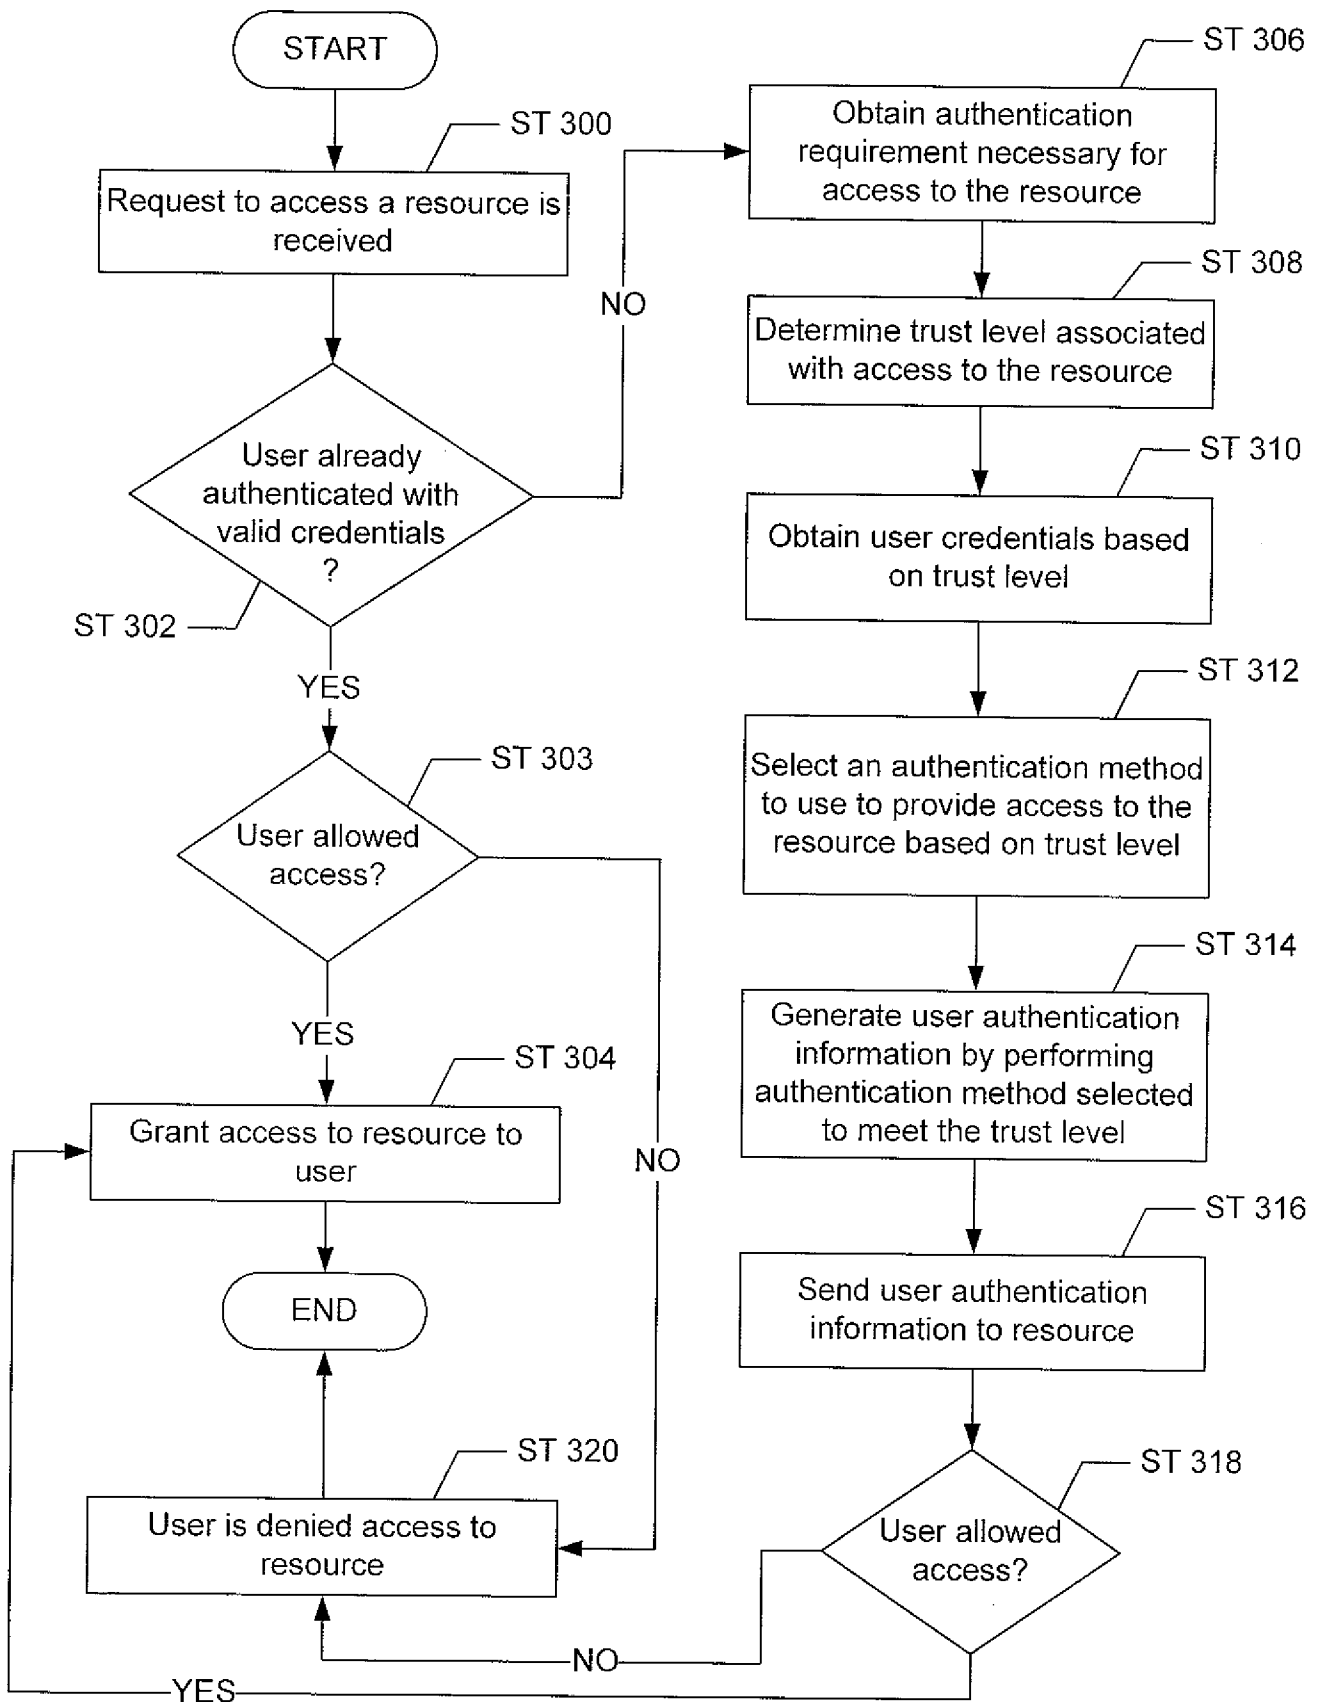 START
ST 300
Request to access a resource is
received
User already
authenticated with
valid credentials
?
ST 302
NO
YES
ST 303
User allowed
access?
YES
NO
ST 304
Grant access to resource to
user
END
ST 320
User is denied access to
resource
ST 306
Obtain authentication
requirement necessary for
access to the resource
ST 308
Determine trust level associated
with access to the resource
ST 310
Obtain user credentials based
on trust level
ST 312
Select an authentication method
to use to provide access to the
resource based on trust level
ST 314
Generate user authentication
information by performing
authentication method selected
to meet the trust level
ST 316
Send user authentication
information to resource
ST 318
User allowed
access?
NO
YES